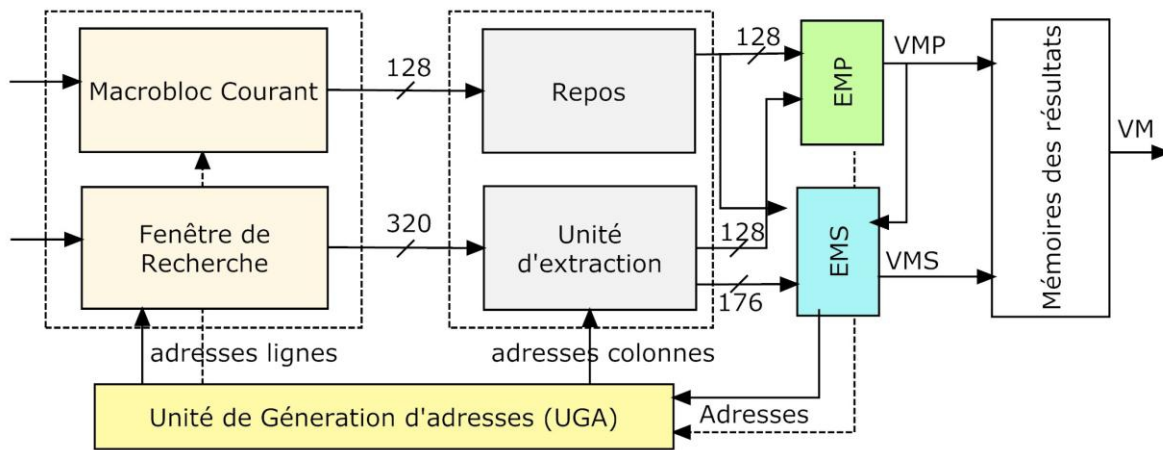 Macrobloc Courant
128
Repos
128
EMP
VMP
Mémoires des résultats
VM
Fenêtre de
Recherche
320
Unité
d'extraction
128
176
EMS
VMS
adresses lignes
adresses colonnes
Unité de Géneration d'adresses (UGA)
Adresses